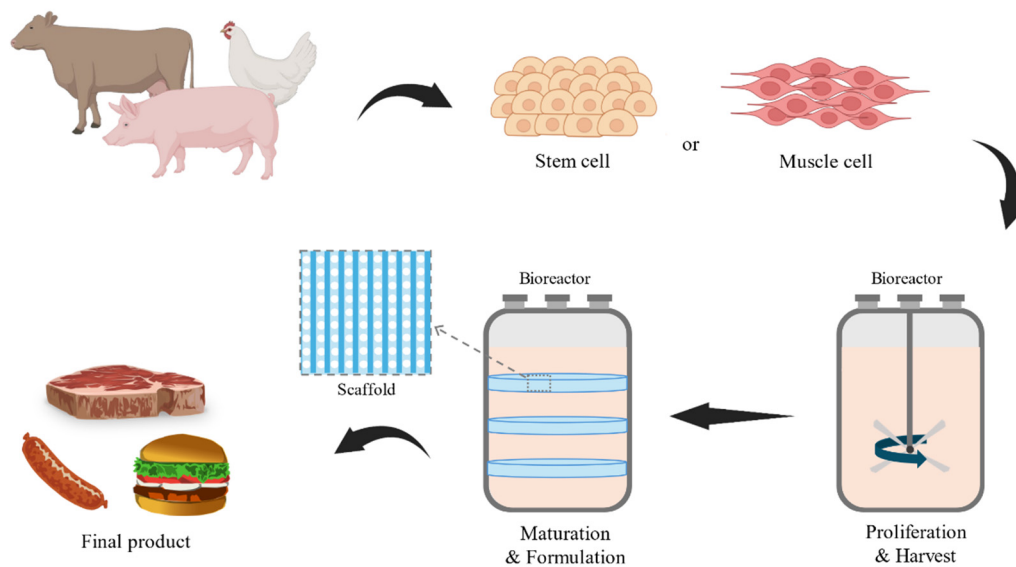 Stem cell
or
Muscle cell
Bioreactor
Bioreactor
Scaffold
Final product
Maturation
& Formulation
Proliferation
& Harvest